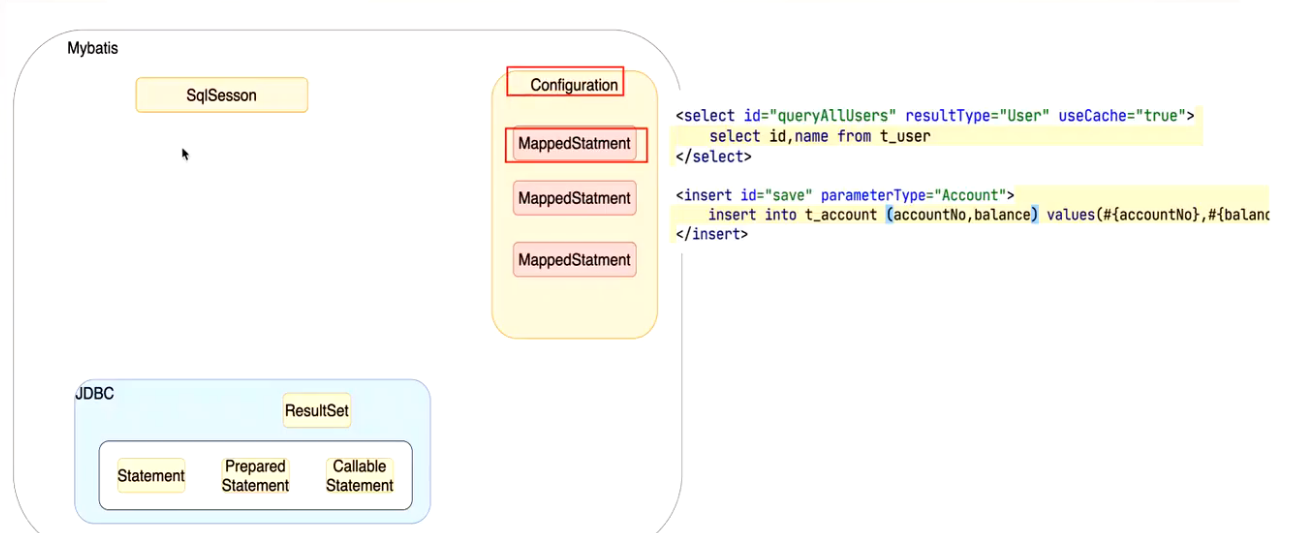 Mybatis
SqlSesson
Configuration
MappedStatment
MappedStatment
MappedStatment
<select id="queryAllUsers" resultType="User" useCache="true">
select id,name from t_user
</select>
<insert id="save" parameterType="Account">
insert into t_account (accountNo,balance) values(#{accountNo},#{balanc
</insert>
JDBC
ResultSet
Statement
Prepared
Statement
Callable
Statement